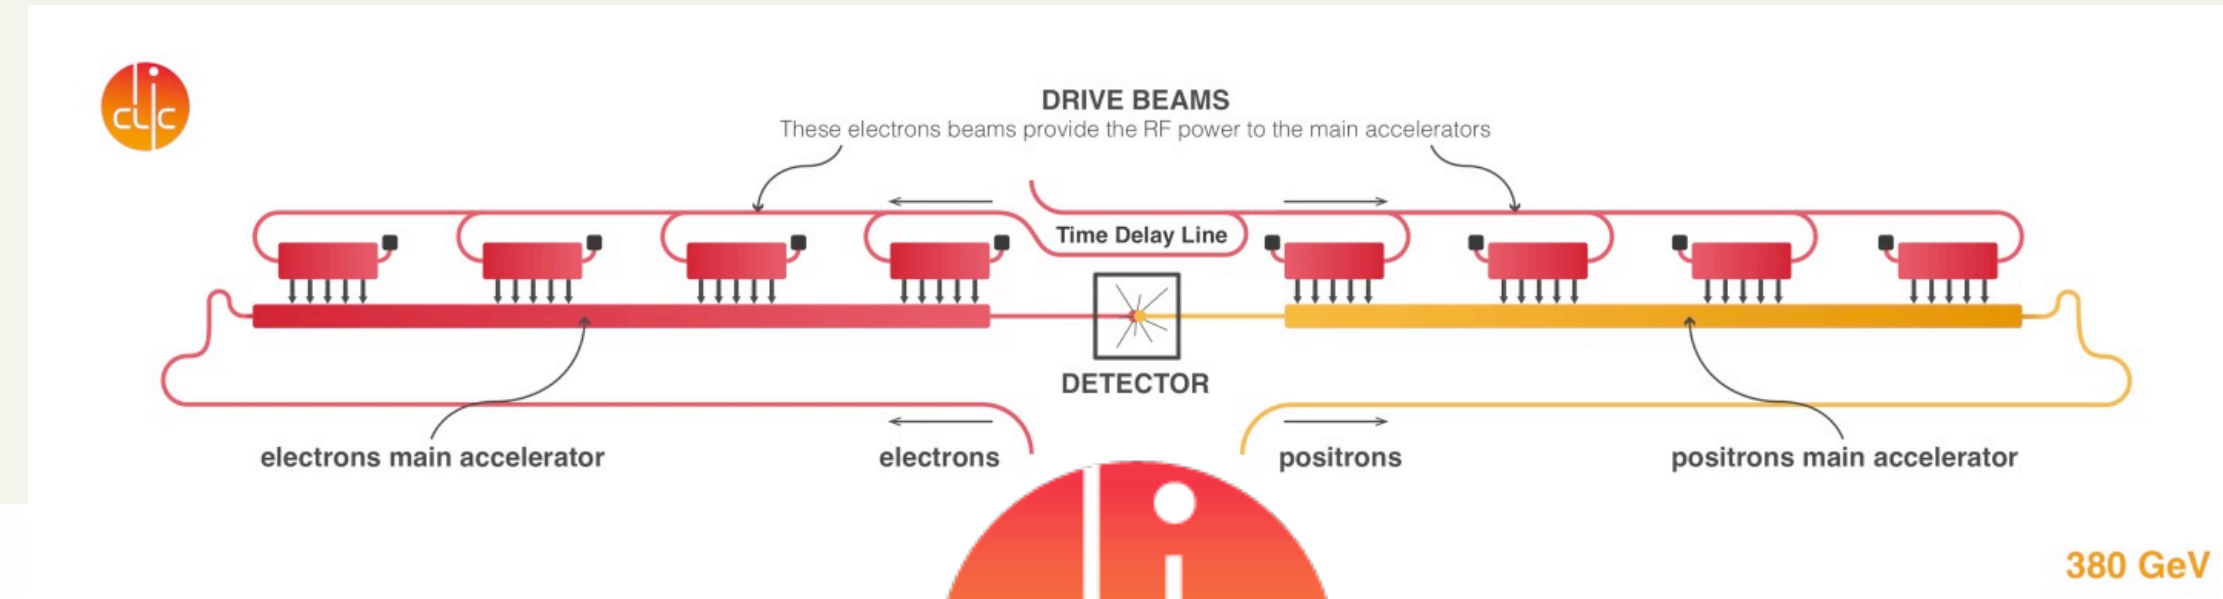 clic
DRIVE BEAMS
These electrons beams provide the RF power to the main accelerators
Time Delay Line
DETECTOR
electrons main accelerator
electrons
positrons
positrons main accelerator
380 GeV